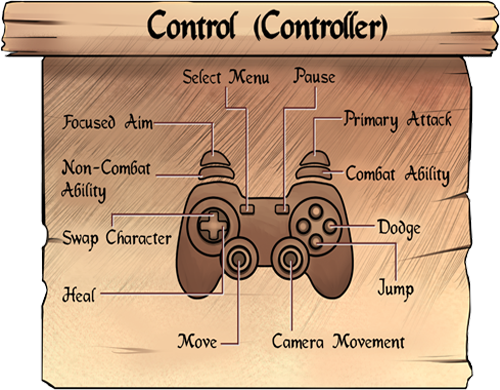 Control (Controller)
Select Menu
Pause
Focused Aim
Primary Attack
Non-Combat
Ability
Combat Ability
Swap Character
Dodge
Heal
Jump
Move
Camera Movement